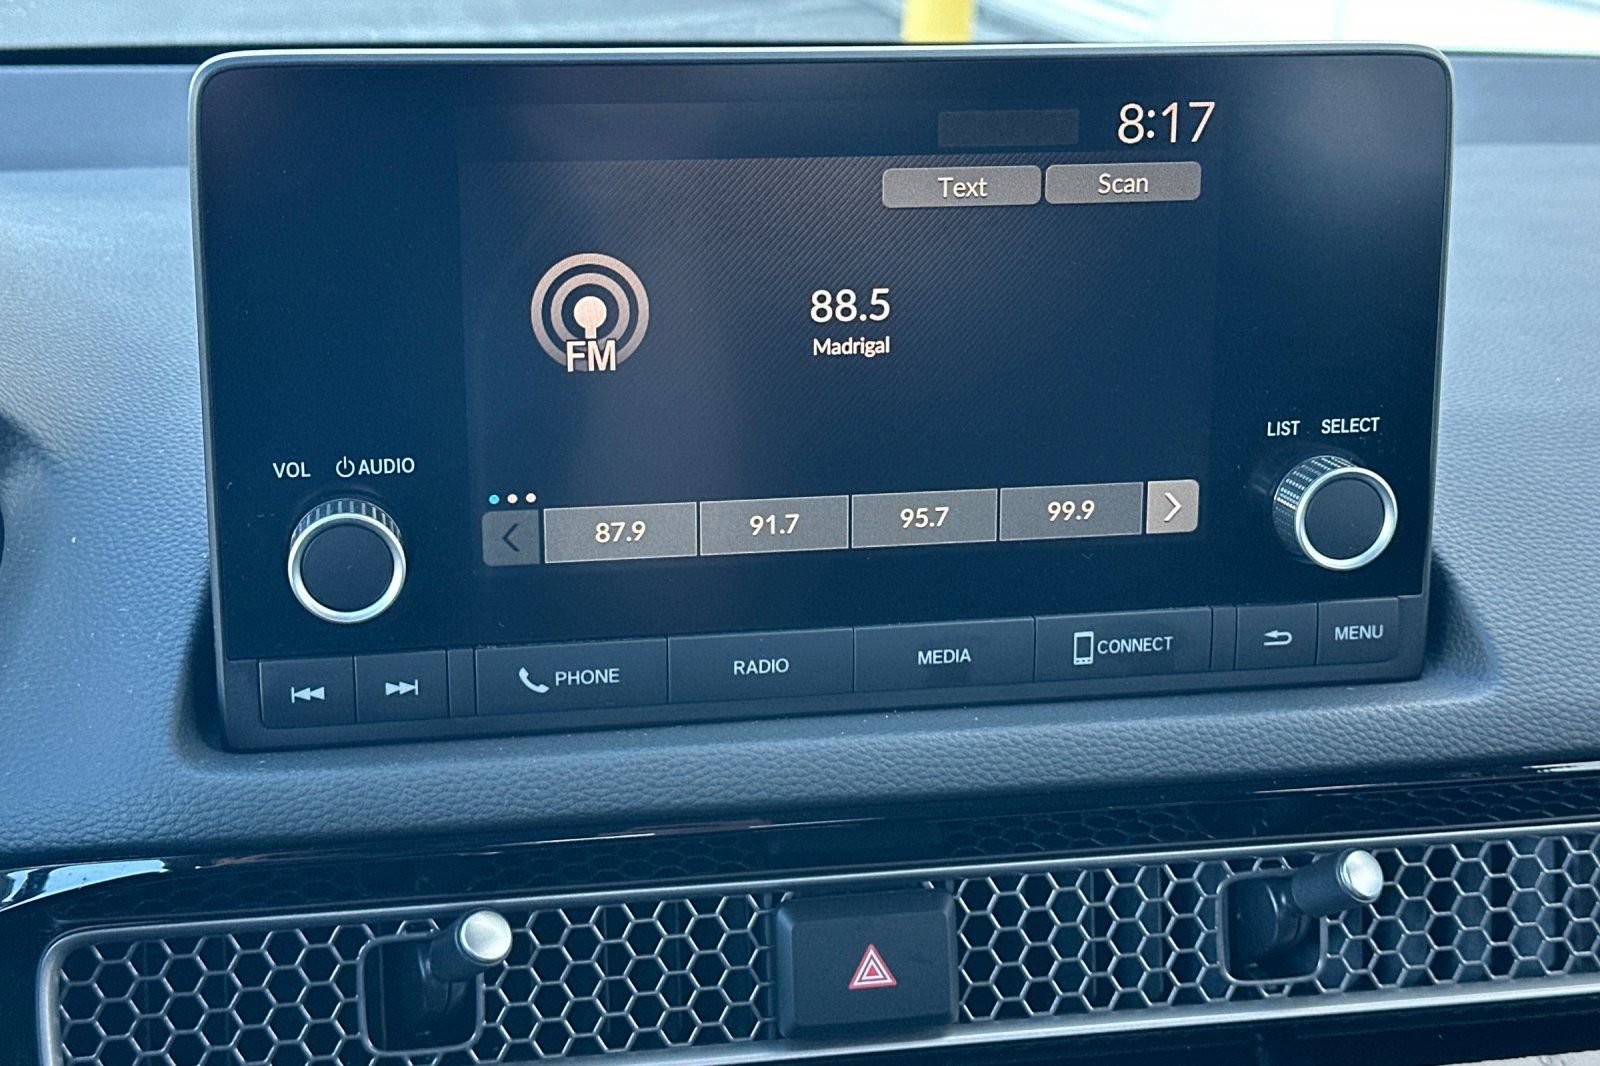 8:17
Text
Scan
FM
88.5
Madrigal
LIST SELECT
VOL AUDIO
87.9
91.7
95.7
99.9
PHONE
RADIO
MEDIA
CONNECT
MENU